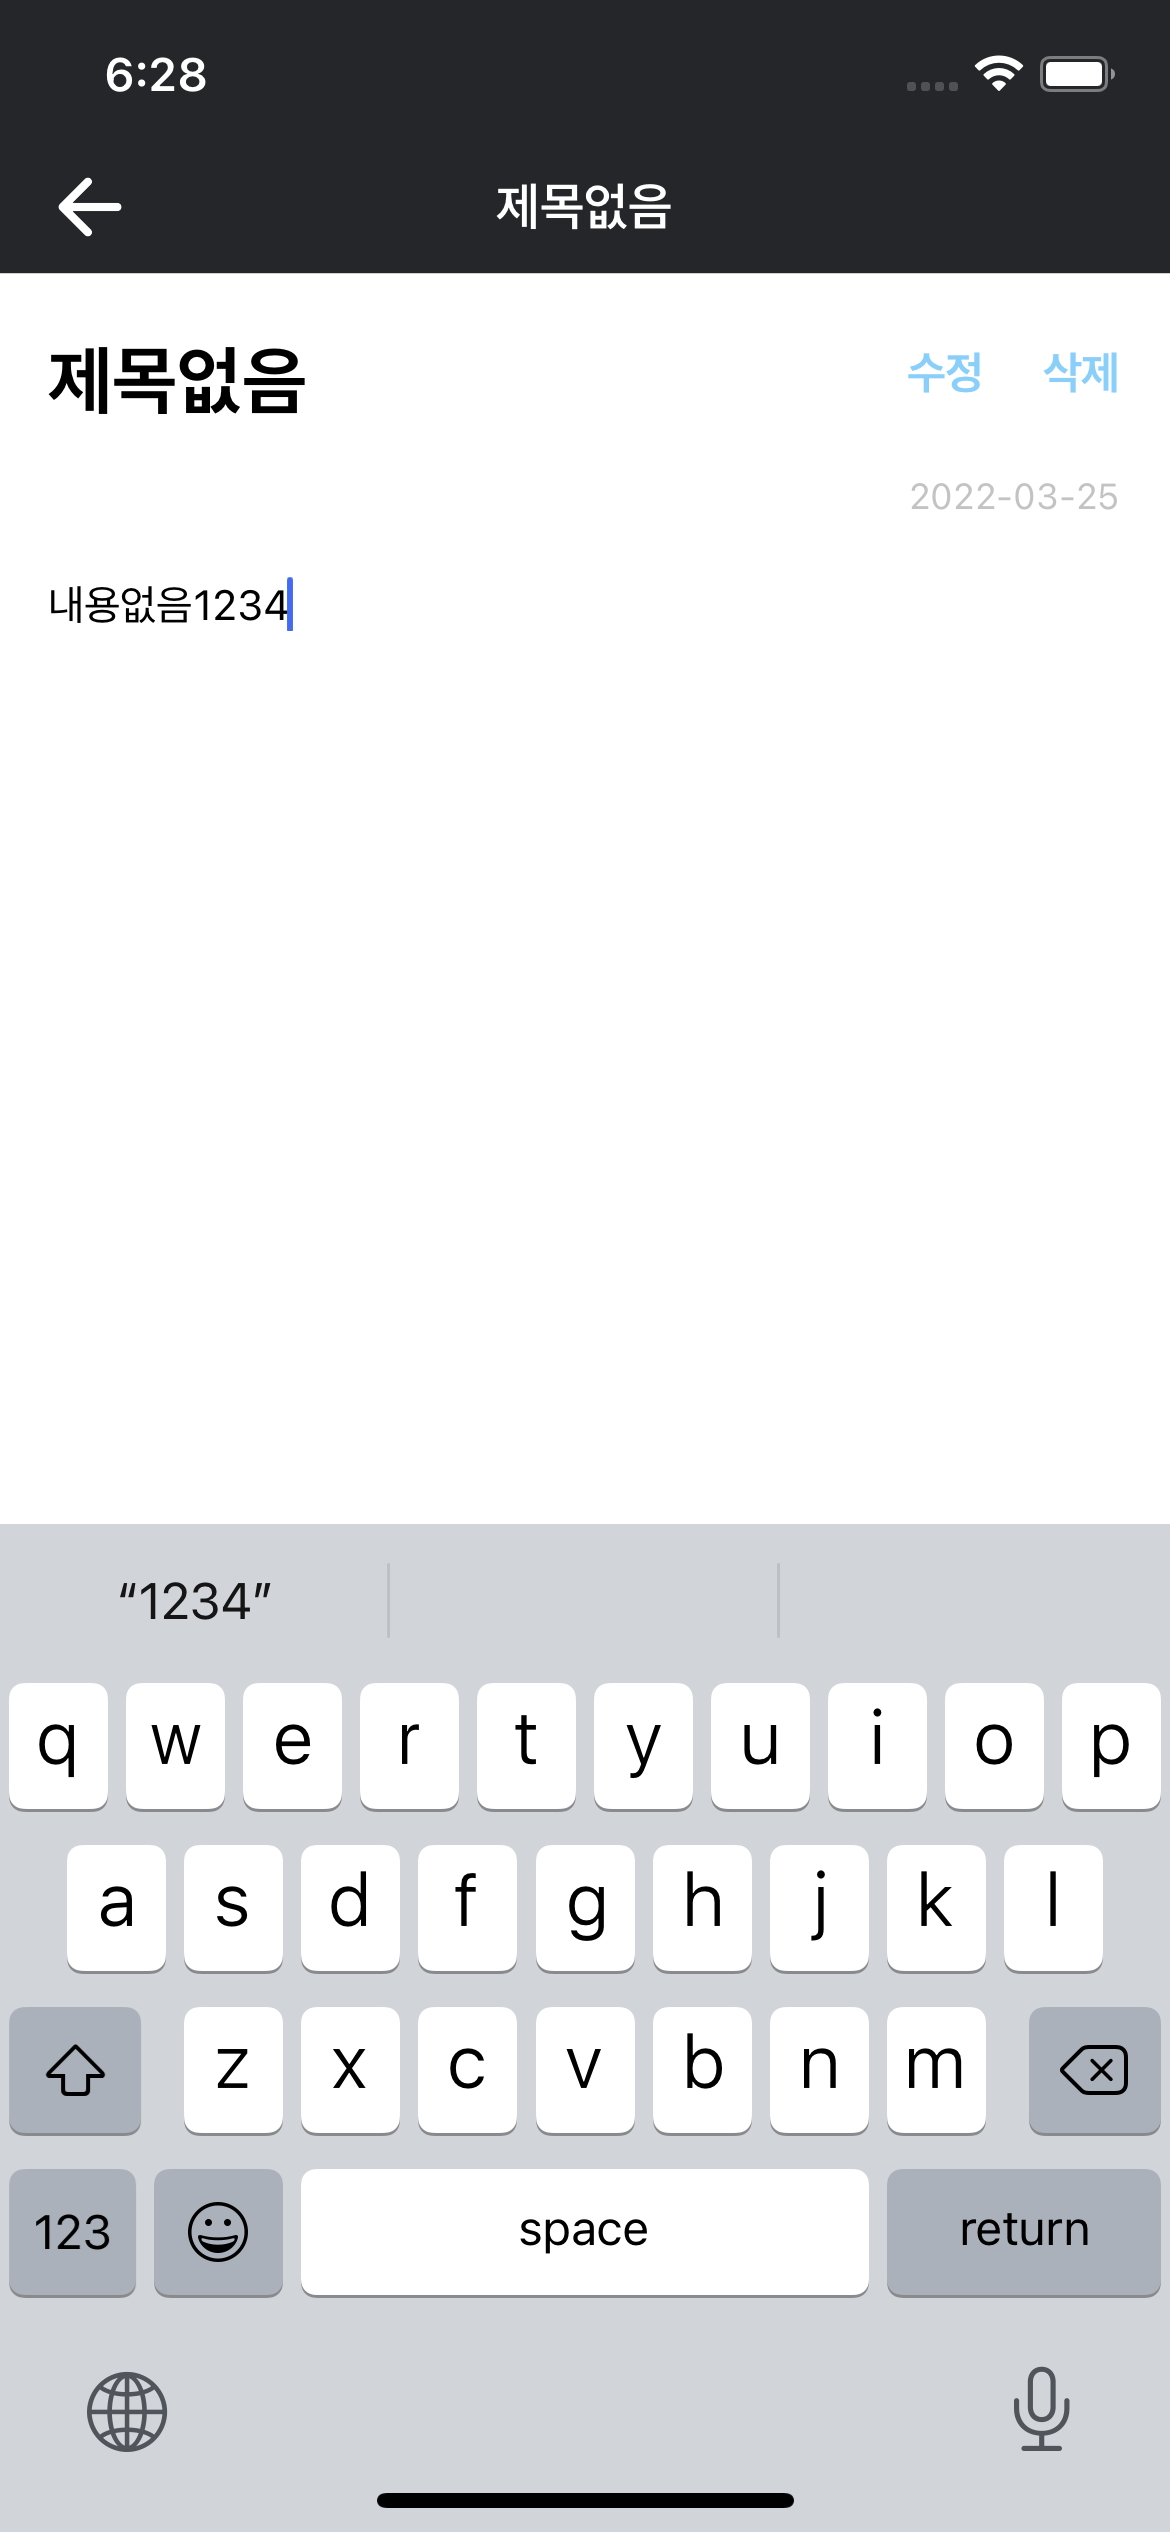 6:28
제목없음
제목없음
수정 삭제
2022-03-25
내용없음1234
“1234”
q w e r t y u i o p
a s d f g h j k l
z x c v b n m
123 space return